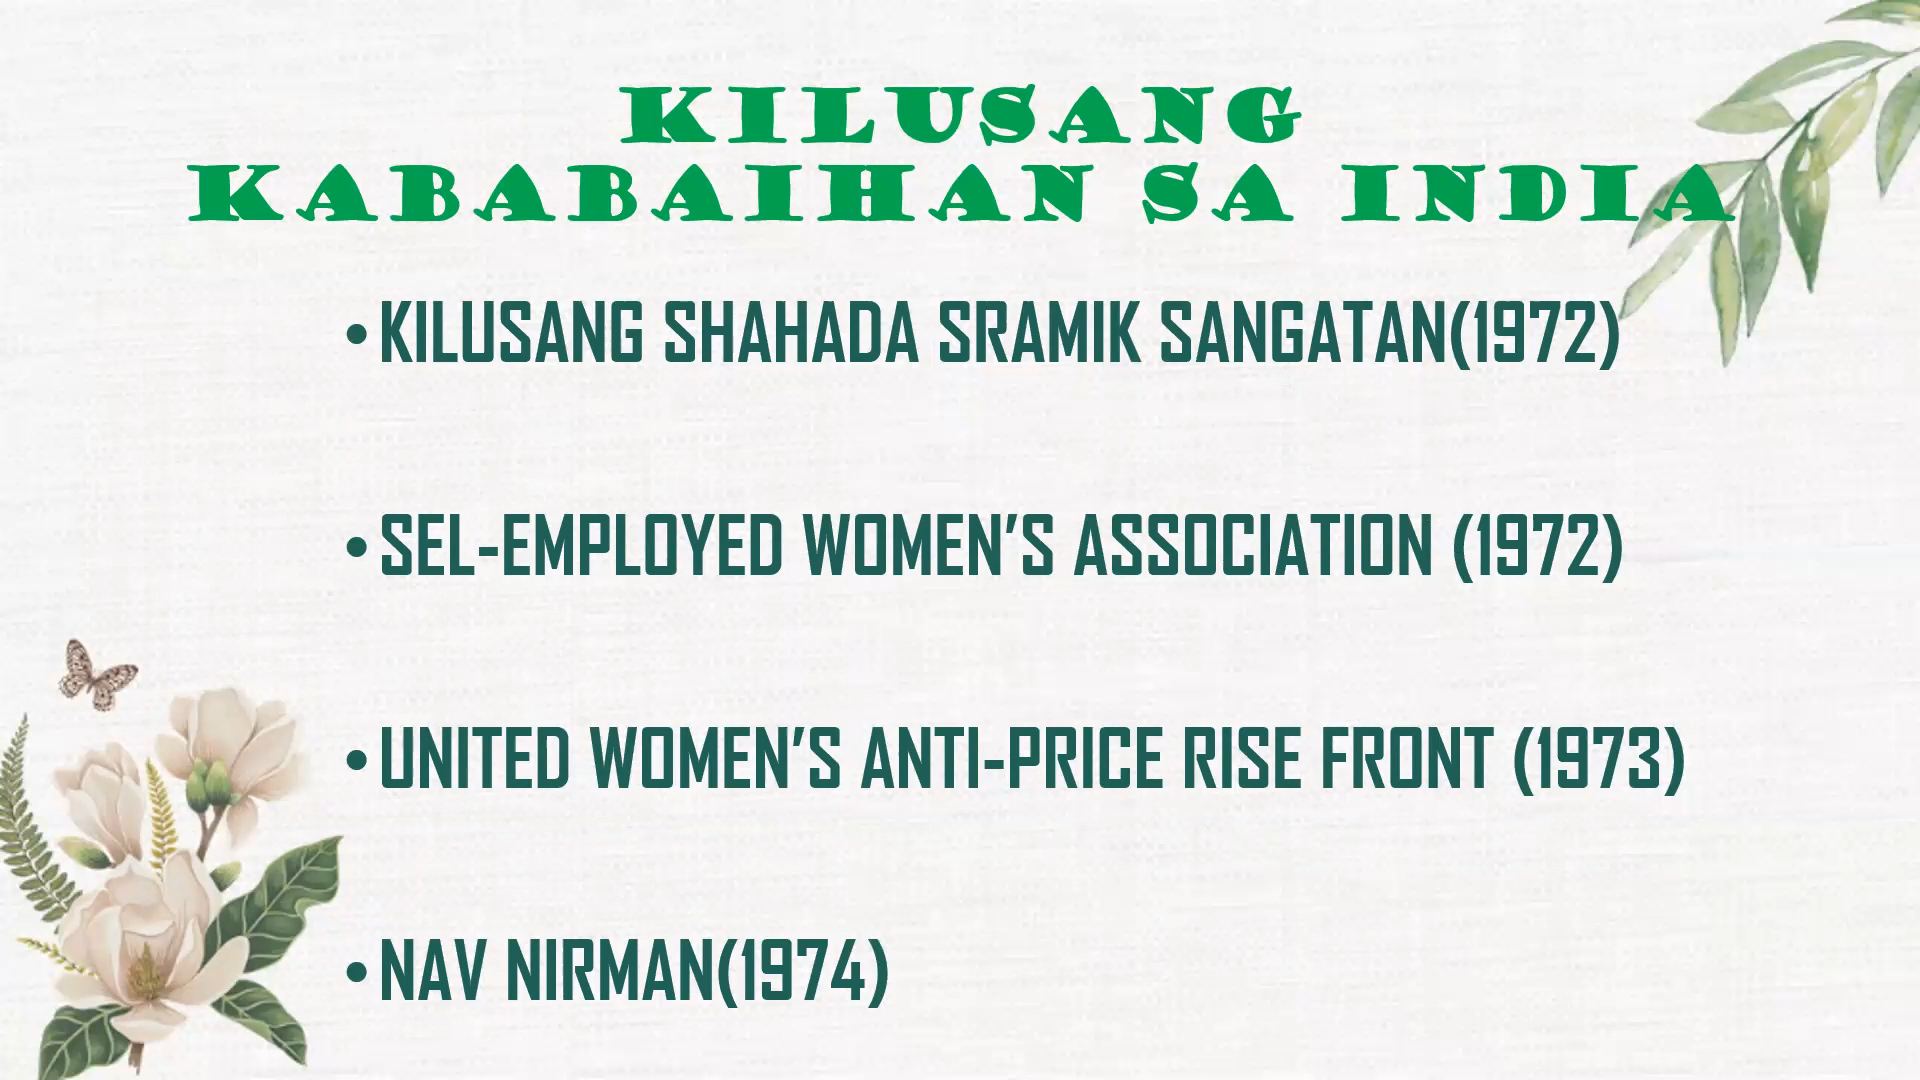 KILUSANG
KABABAIHAN SA INDIA
•KILUSANG SHAHADA SRAMIK SANGATAN(1972)
•SEL-EMPLOYED WOMEN'S ASSOCIATION (1972)
•UNITED WOMEN'S ANTI-PRICE RISE FRONT (1973)
•NAV NIRMAN(1974)